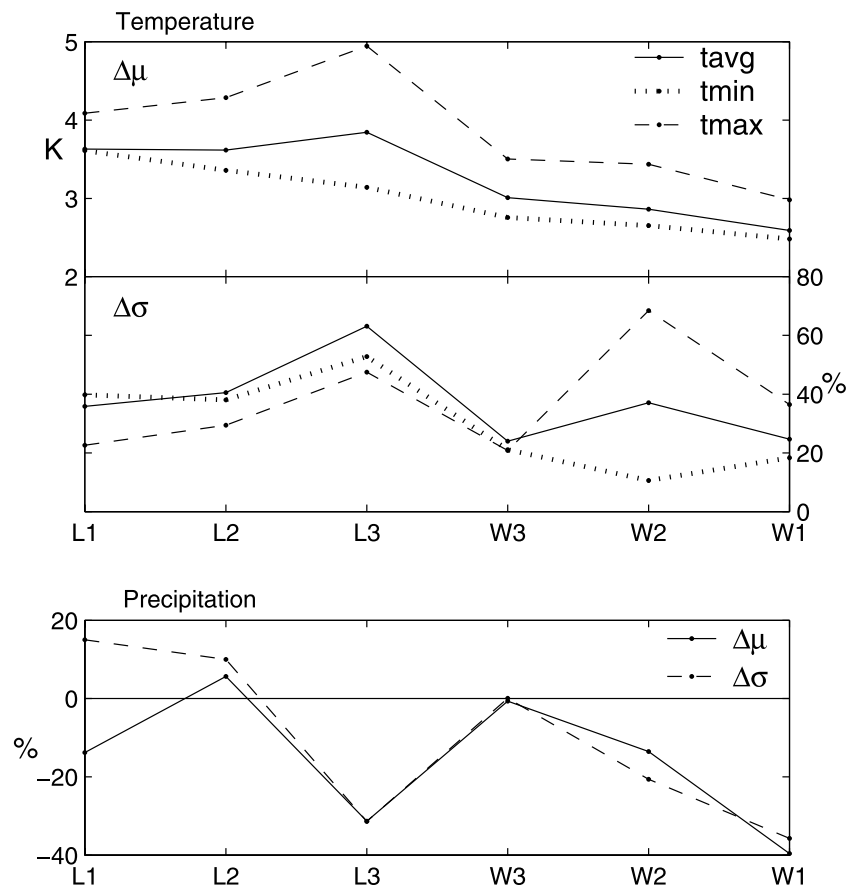 Temperature
5
Δμ
tavg
tmin
4
tmax
K
3
2
80
Δσ
60
40
%
20
0
L1 L2 L3 W3 W2 W1
Precipitation
20
Δμ
Δσ
0
%
−20
−40
L1 L2 L3 W3 W2 W1